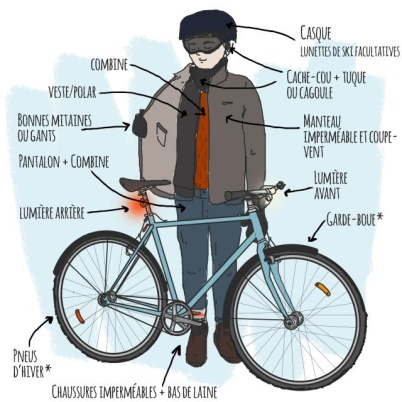 Casque
lunettes de ski facultatives
combine
Cache-cou + tuque
ou cagoule
veste/polar
Bonnes mitaines
ou gants
Manteau
imperméable et coupe-
vent
Pantalon + Combine
Lumière
avant
lumière arrière
Garde-boue*
Pneus
d'hiver*
Chaussures imperméables + bas de laine